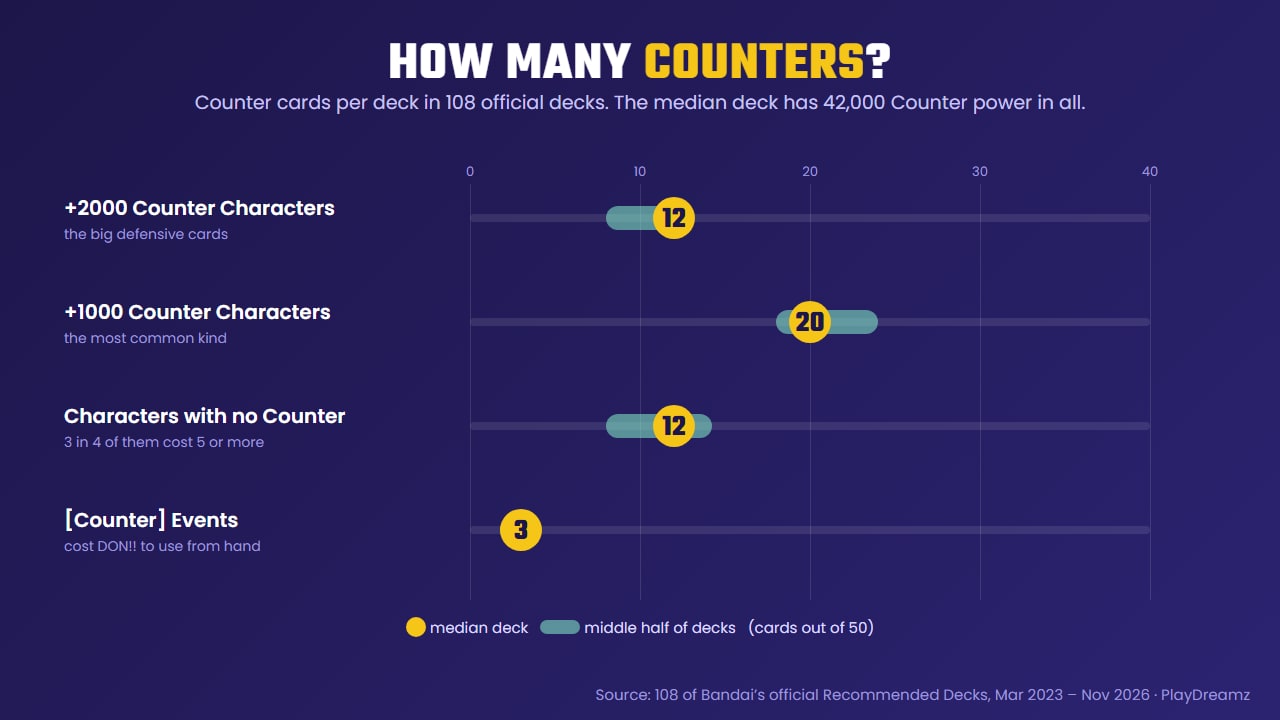 HOW MANY COUNTERS?
Counter cards per deck in 108 official decks. The median deck has 42,000 Counter power in all.
0 10 20 30 40
+2000 Counter Characters
the big defensive cards
12
+1000 Counter Characters
the most common kind
20
Characters with no Counter
3 in 4 of them cost 5 or more
12
[Counter] Events
cost DON!! to use from hand
3
median deck middle half of decks (cards out of 50)
Source: 108 of Bandai’s official Recommended Decks, Mar 2023 – Nov 2026 · PlayDreamz